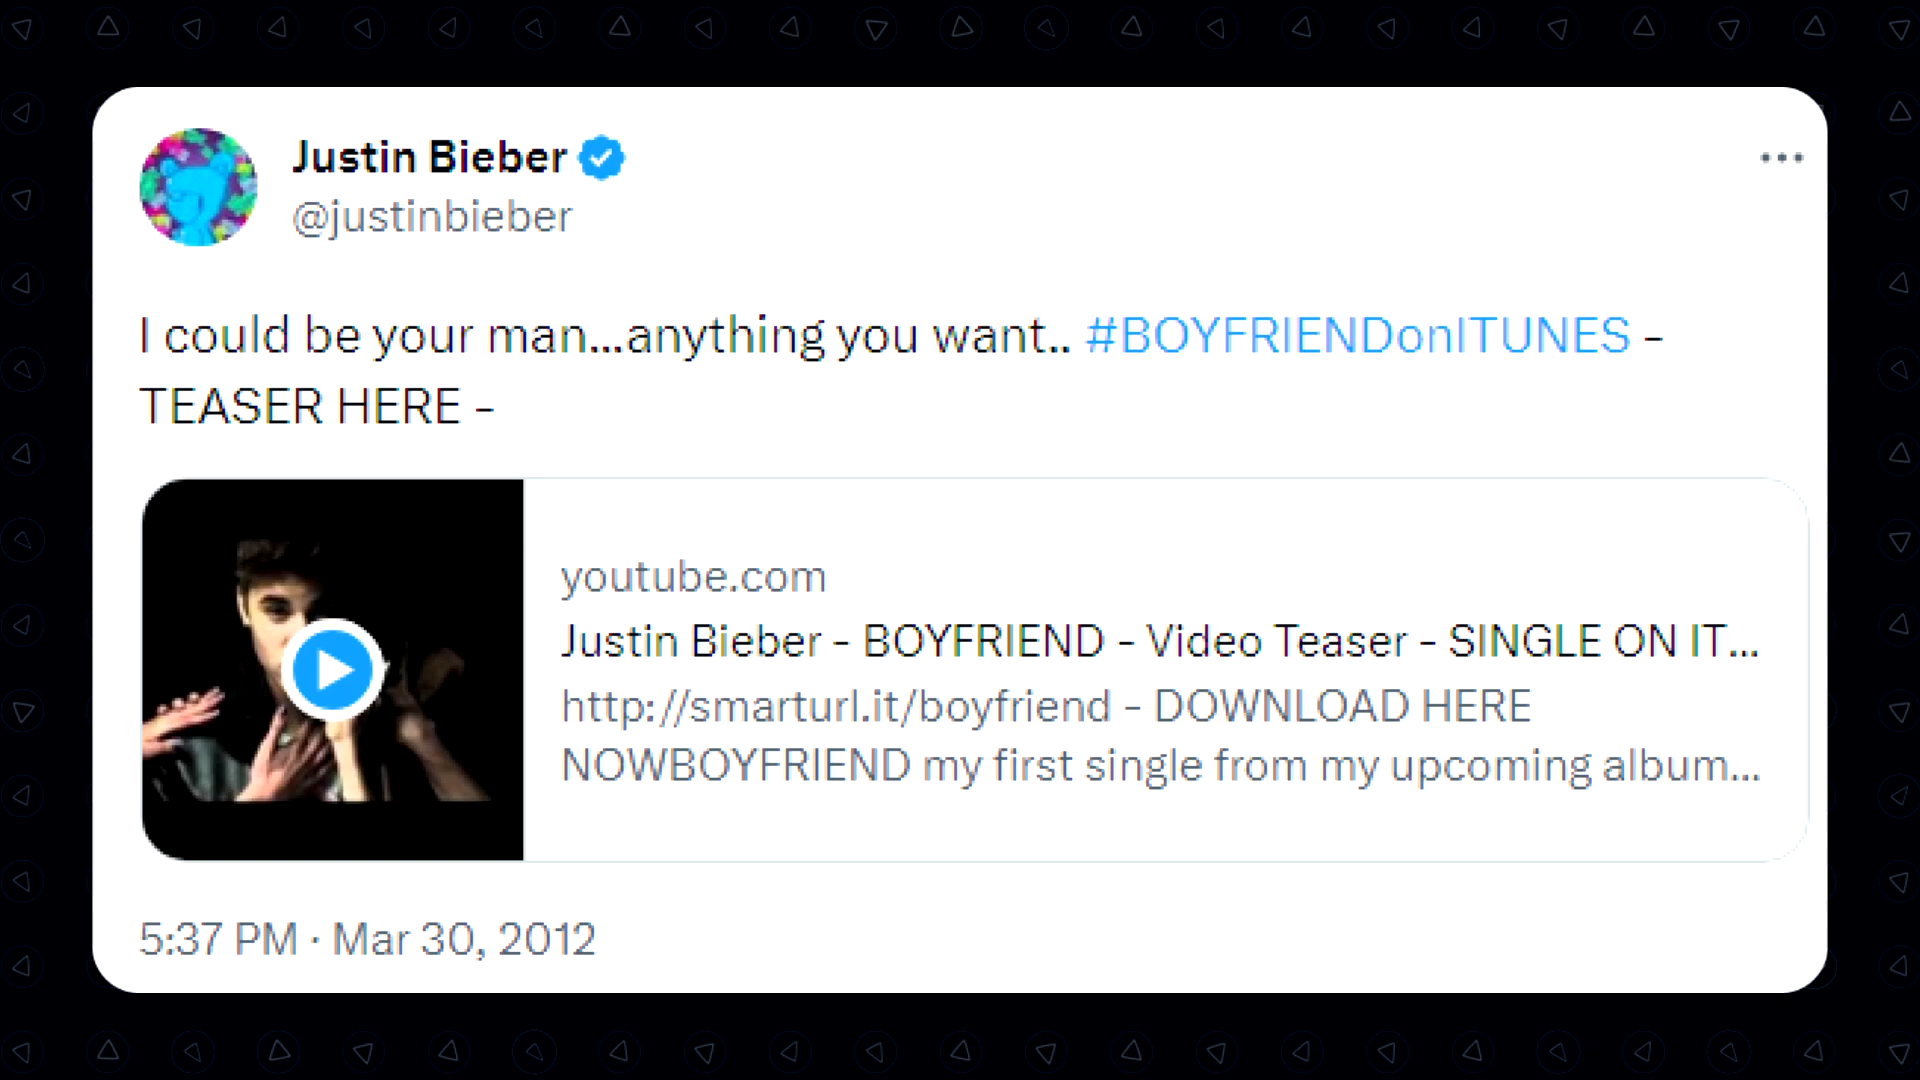 Justin Bieber
@justinbieber
I could be your man...anything you want.. #BOYFRIENDonITUNES -
TEASER HERE -
youtube.com
Justin Bieber - BOYFRIEND - Video Teaser - SINGLE ON IT...
http://smarturl.it/boyfriend - DOWNLOAD HERE
NOWBOYFRIEND my first single from my upcoming album...
5:37 PM · Mar 30, 2012